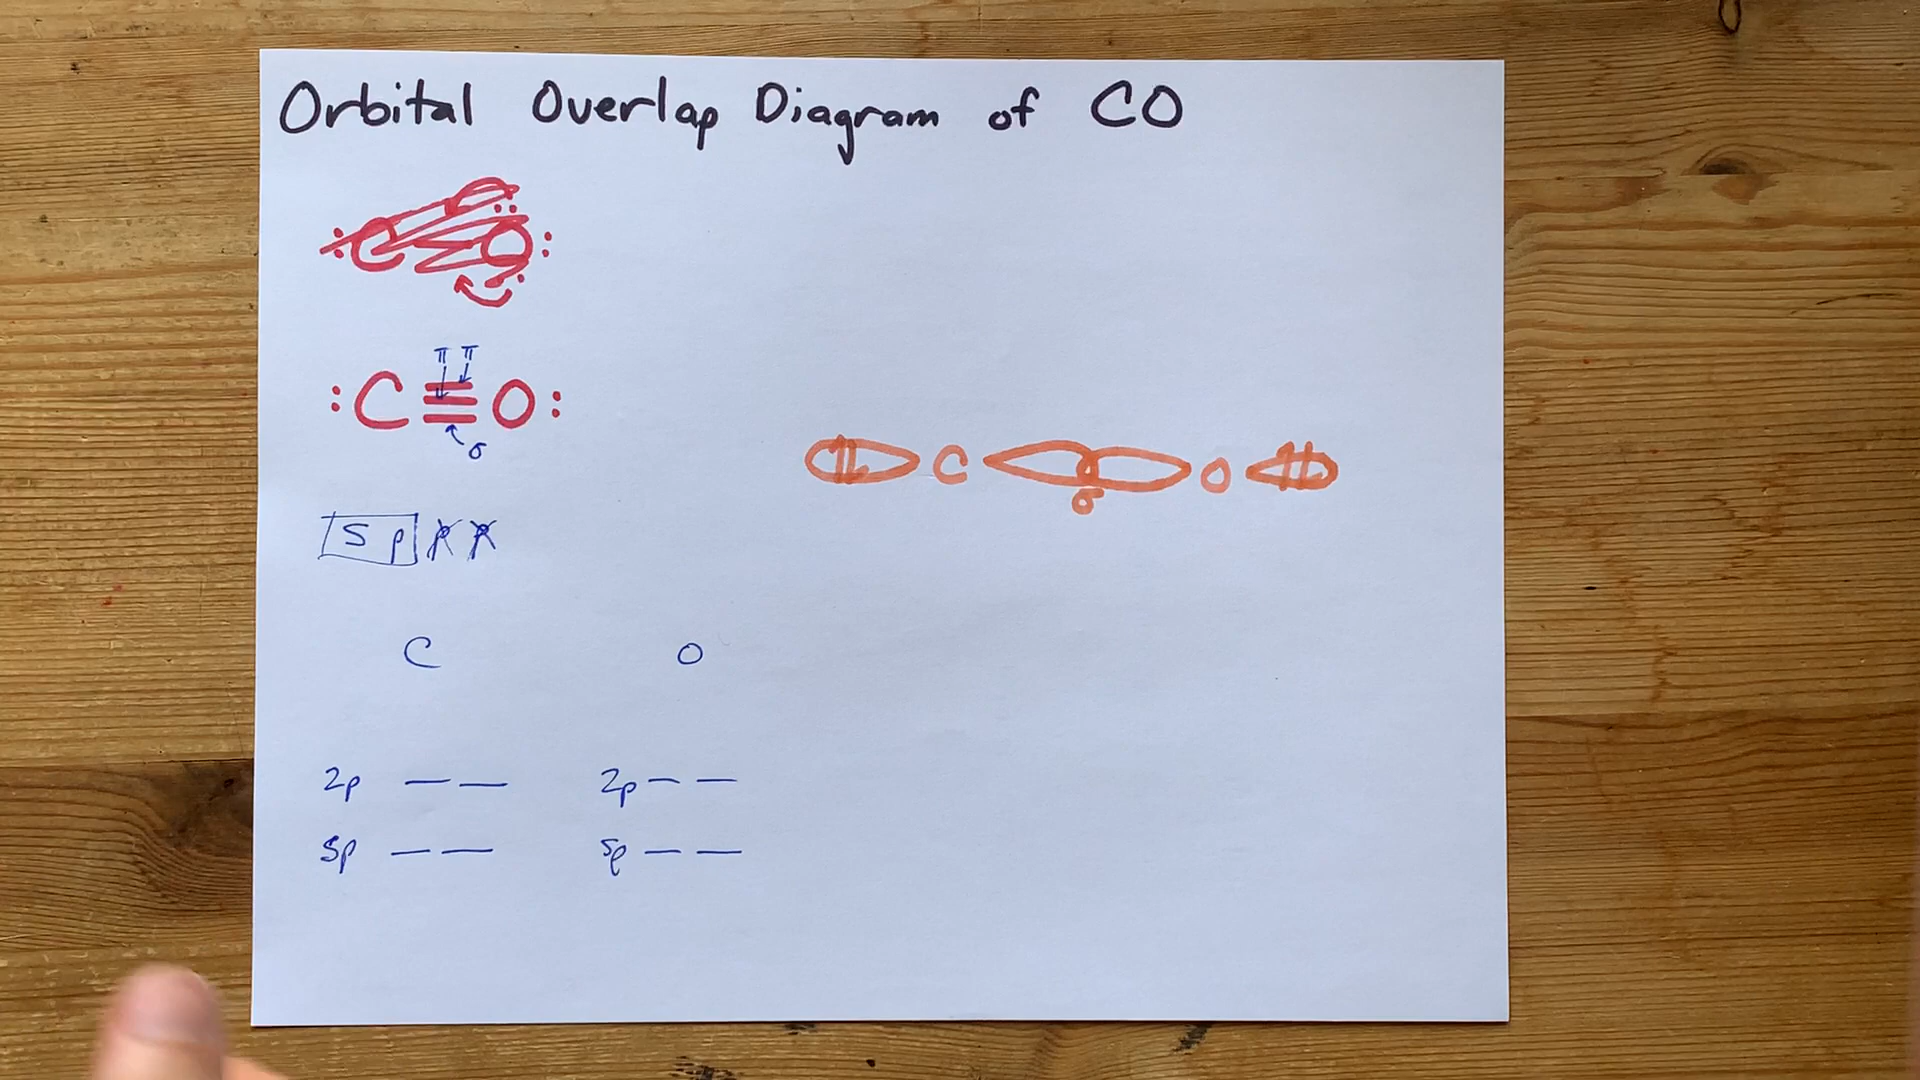 Orbital Overlap Diagram of CO
:C O:
π π
:C≡O:
σ
C O
σ
s p p p
C O
2p — — 2p — —
sp — — sp — —